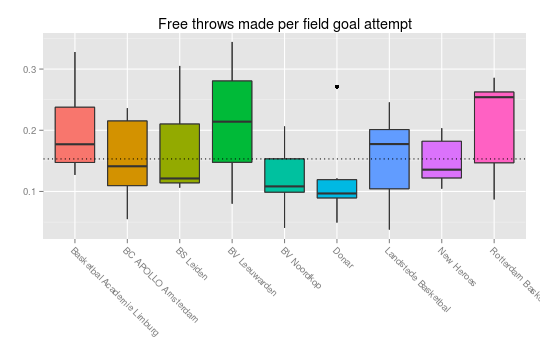 Free throws made per field goal attempt
0.3
0.2
0.1
Basketbal Academie Limburg
BC APOLLO Amsterdam
BS Leiden
BV Leeuwarden
BV Noordkop
Donar
Landstede Basketbal
New Heroes
Rotterdam